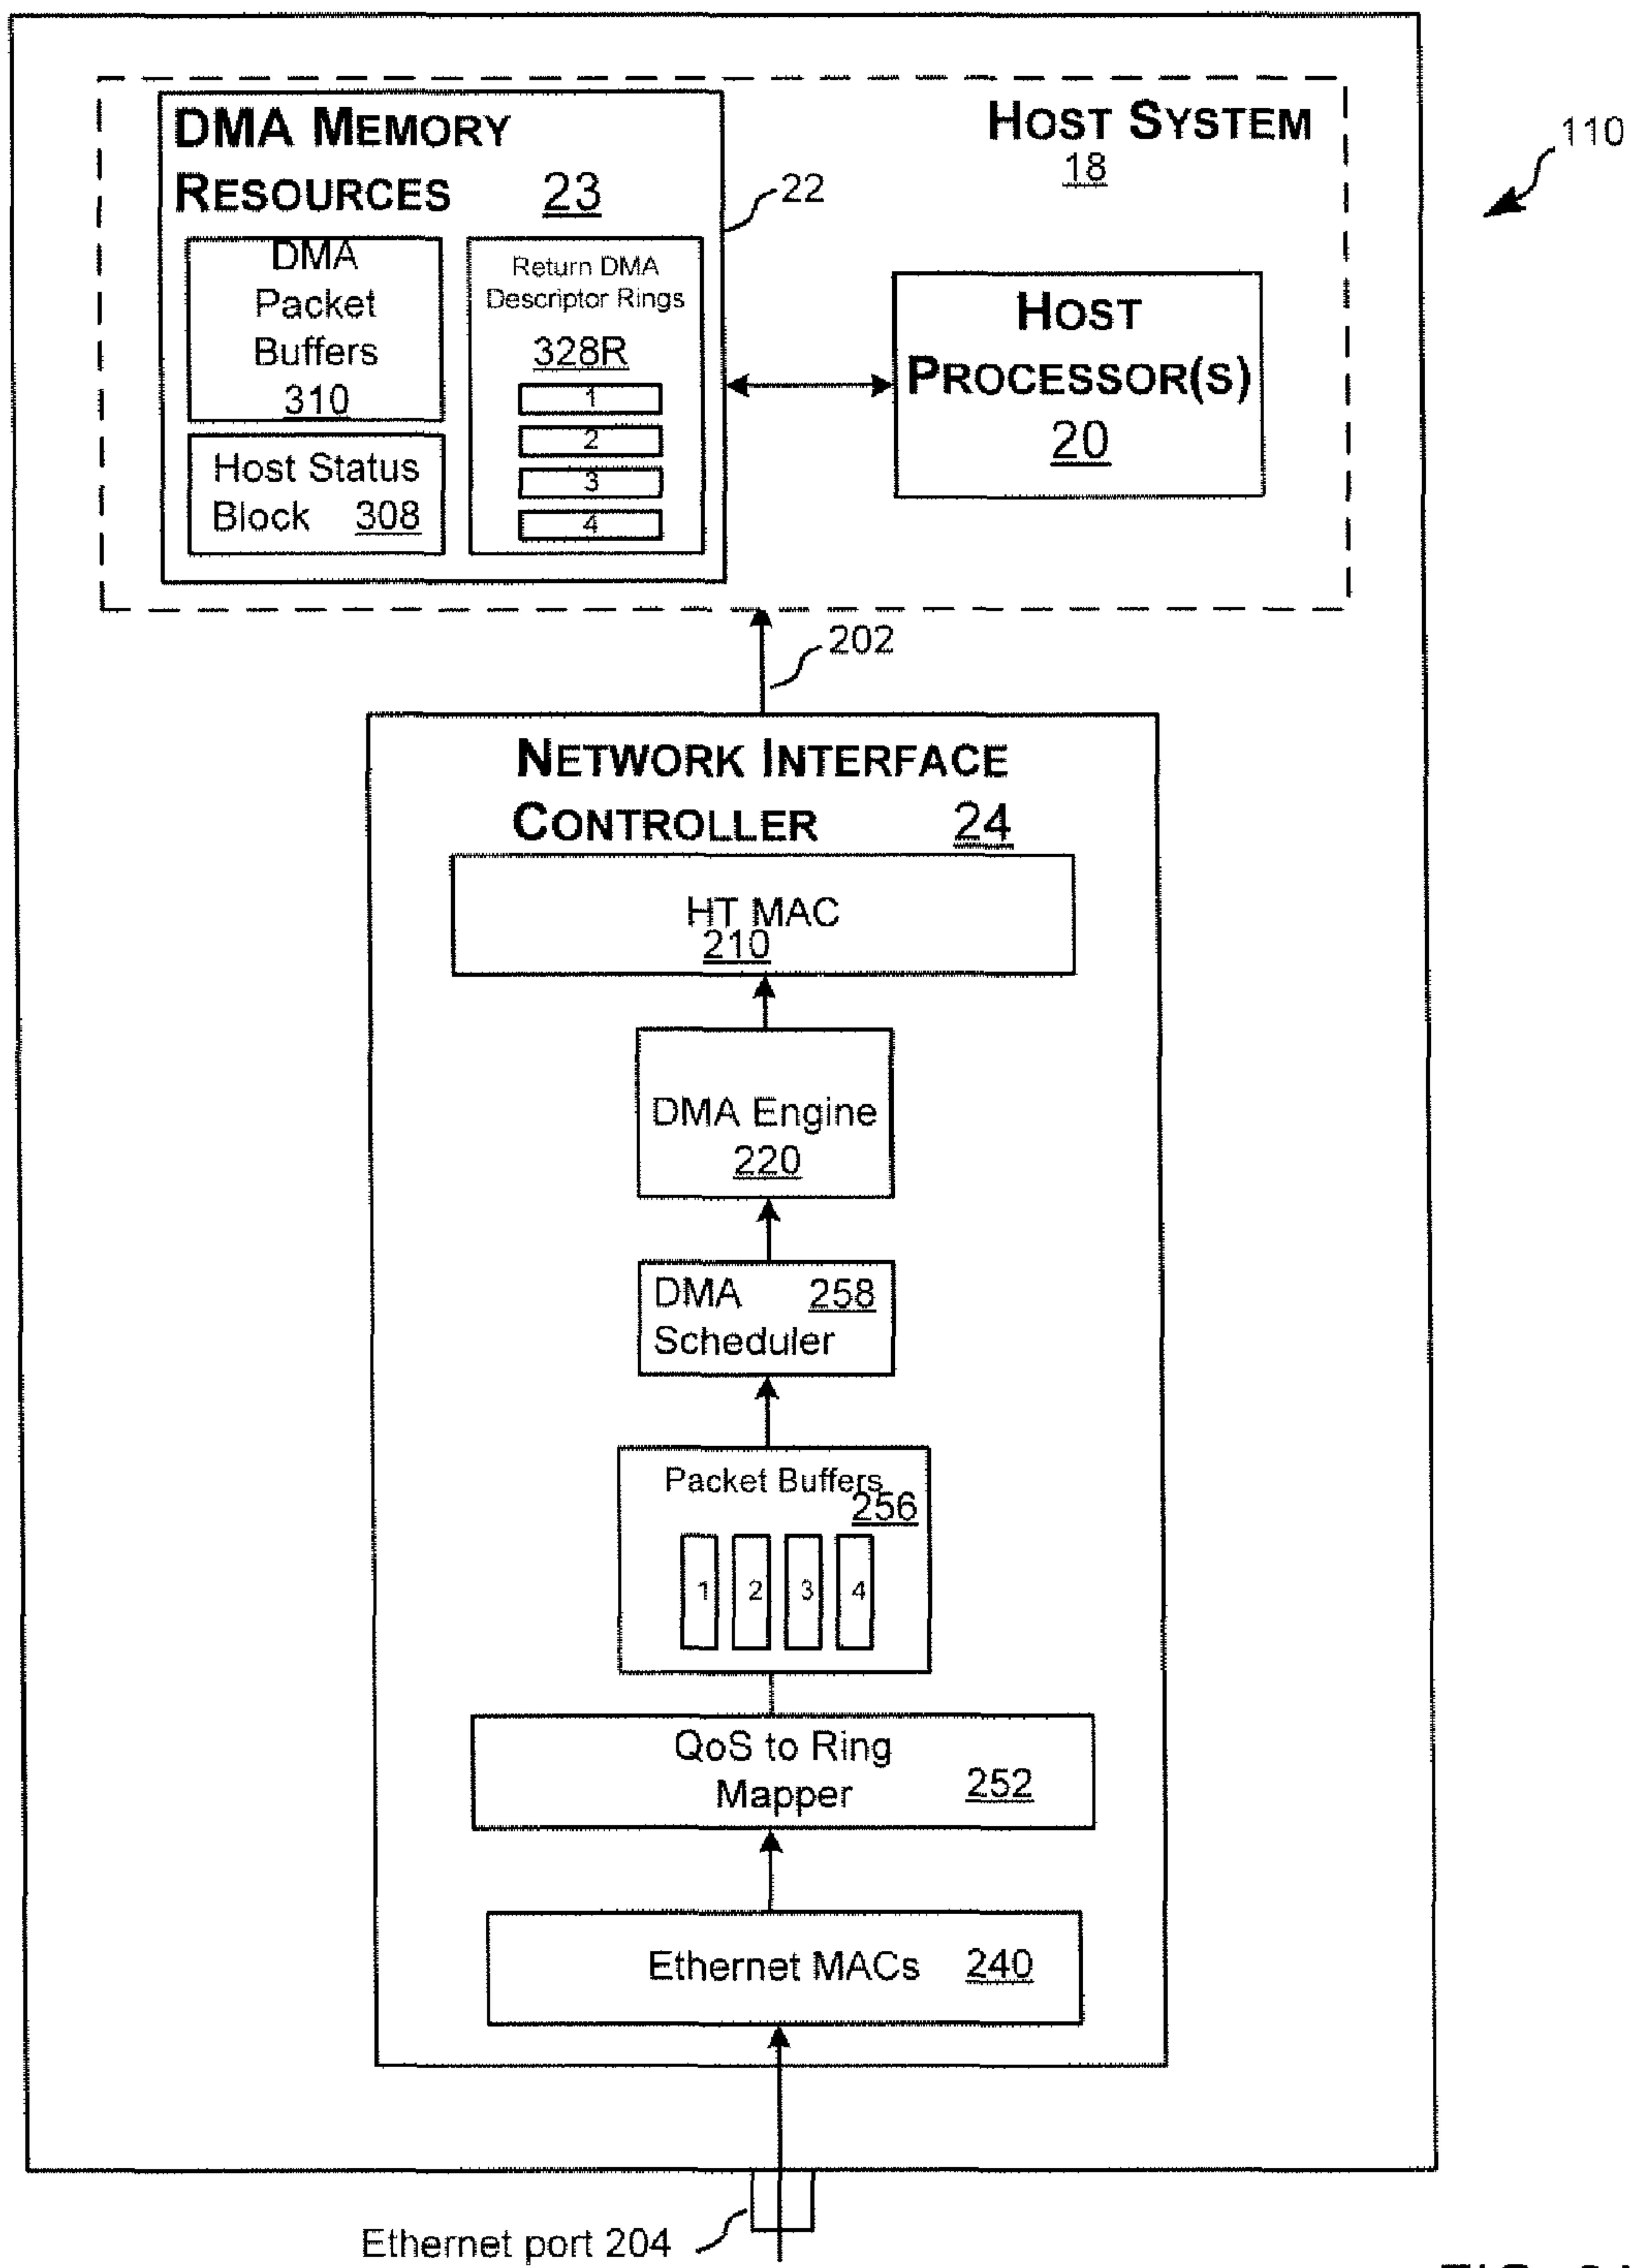 DMA MEMORY
RESOURCES 23
HOST SYSTEM
18
110
22
DMA
Packet
Buffers
310
Return DMA
Descriptor Rings
328R
1
2
3
4
Host Status
Block 308
HOST
PROCESSOR(S)
20
202
NETWORK INTERFACE
CONTROLLER 24
HT MAC
210
DMA Engine
220
DMA 258
Scheduler
Packet Buffers
256
1 2 3 4
QoS to Ring
Mapper 252
Ethernet MACs 240
Ethernet port 204